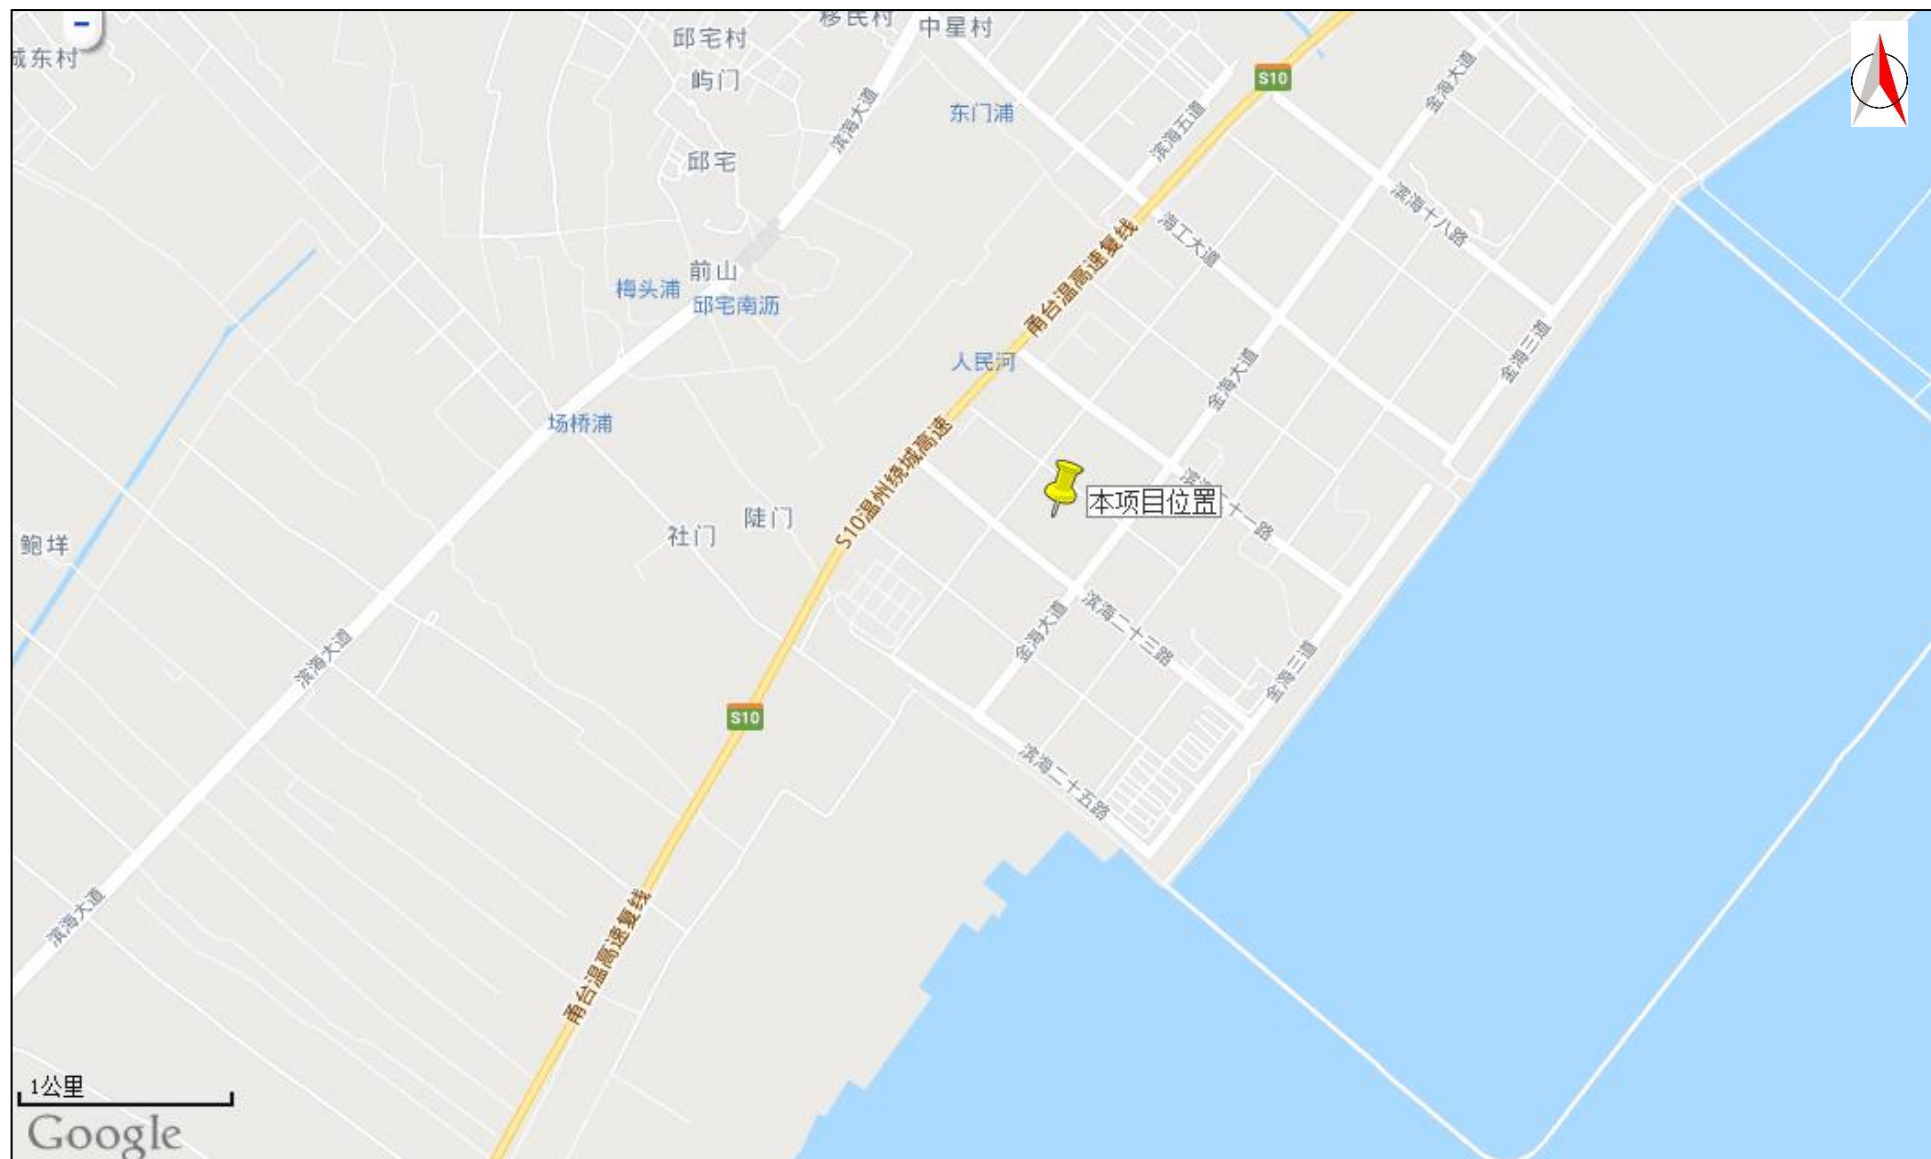 移民村
中星村
邱宅村
城东村
屿门
S10
金海大道
滨海大道
东门浦
滨海五道
邱宅
滨海十八路
海工大道
甬台温高速复线
前山
梅头浦
邱宅南沥
金海三道
人民河
金海大道
场桥浦
S10温州绕城高速
本项目位置
十一路
陡门
社门
鲍垟
滨海二十三路
金海大道
滨海大道
金海三道
S10
滨海二十五路
滨海大道
甬台温高速复线
1公里
Google